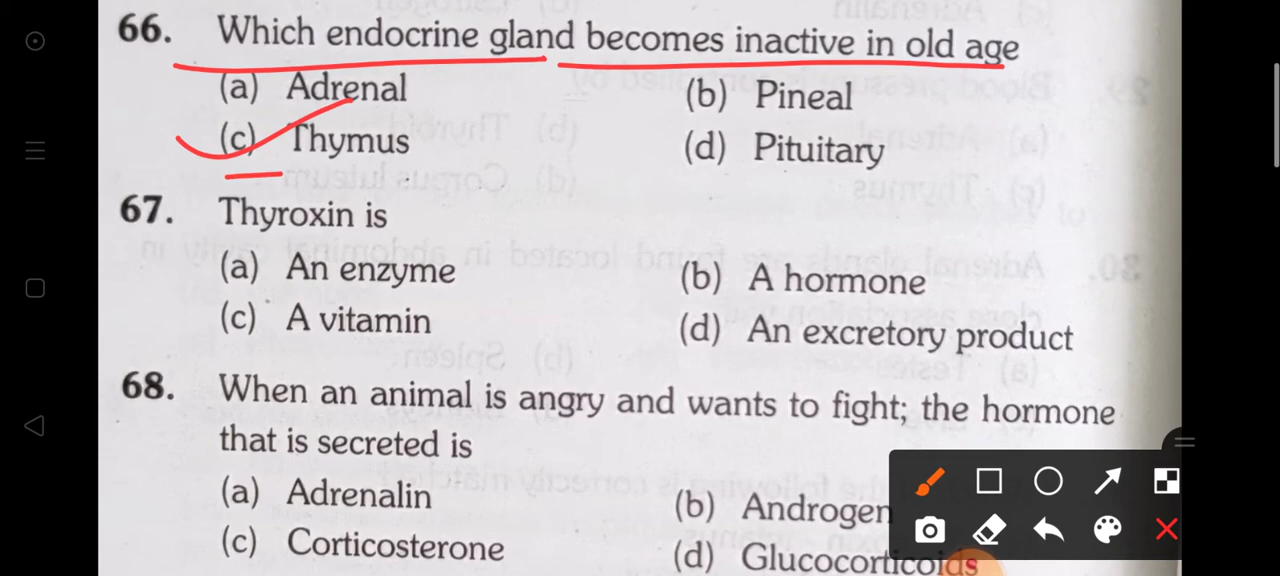 66. Which endocrine gland becomes inactive in old age
(a) Adrenal (b) Pineal
(c) Thymus (d) Pituitary
67. Thyroxin is
(a) An enzyme (b) A hormone
(c) A vitamin (d) An excretory product
68. When an animal is angry and wants to fight; the hormone
that is secreted is
(a) Adrenalin (b) Androgen
(c) Corticosterone (d) Glucocorticoids